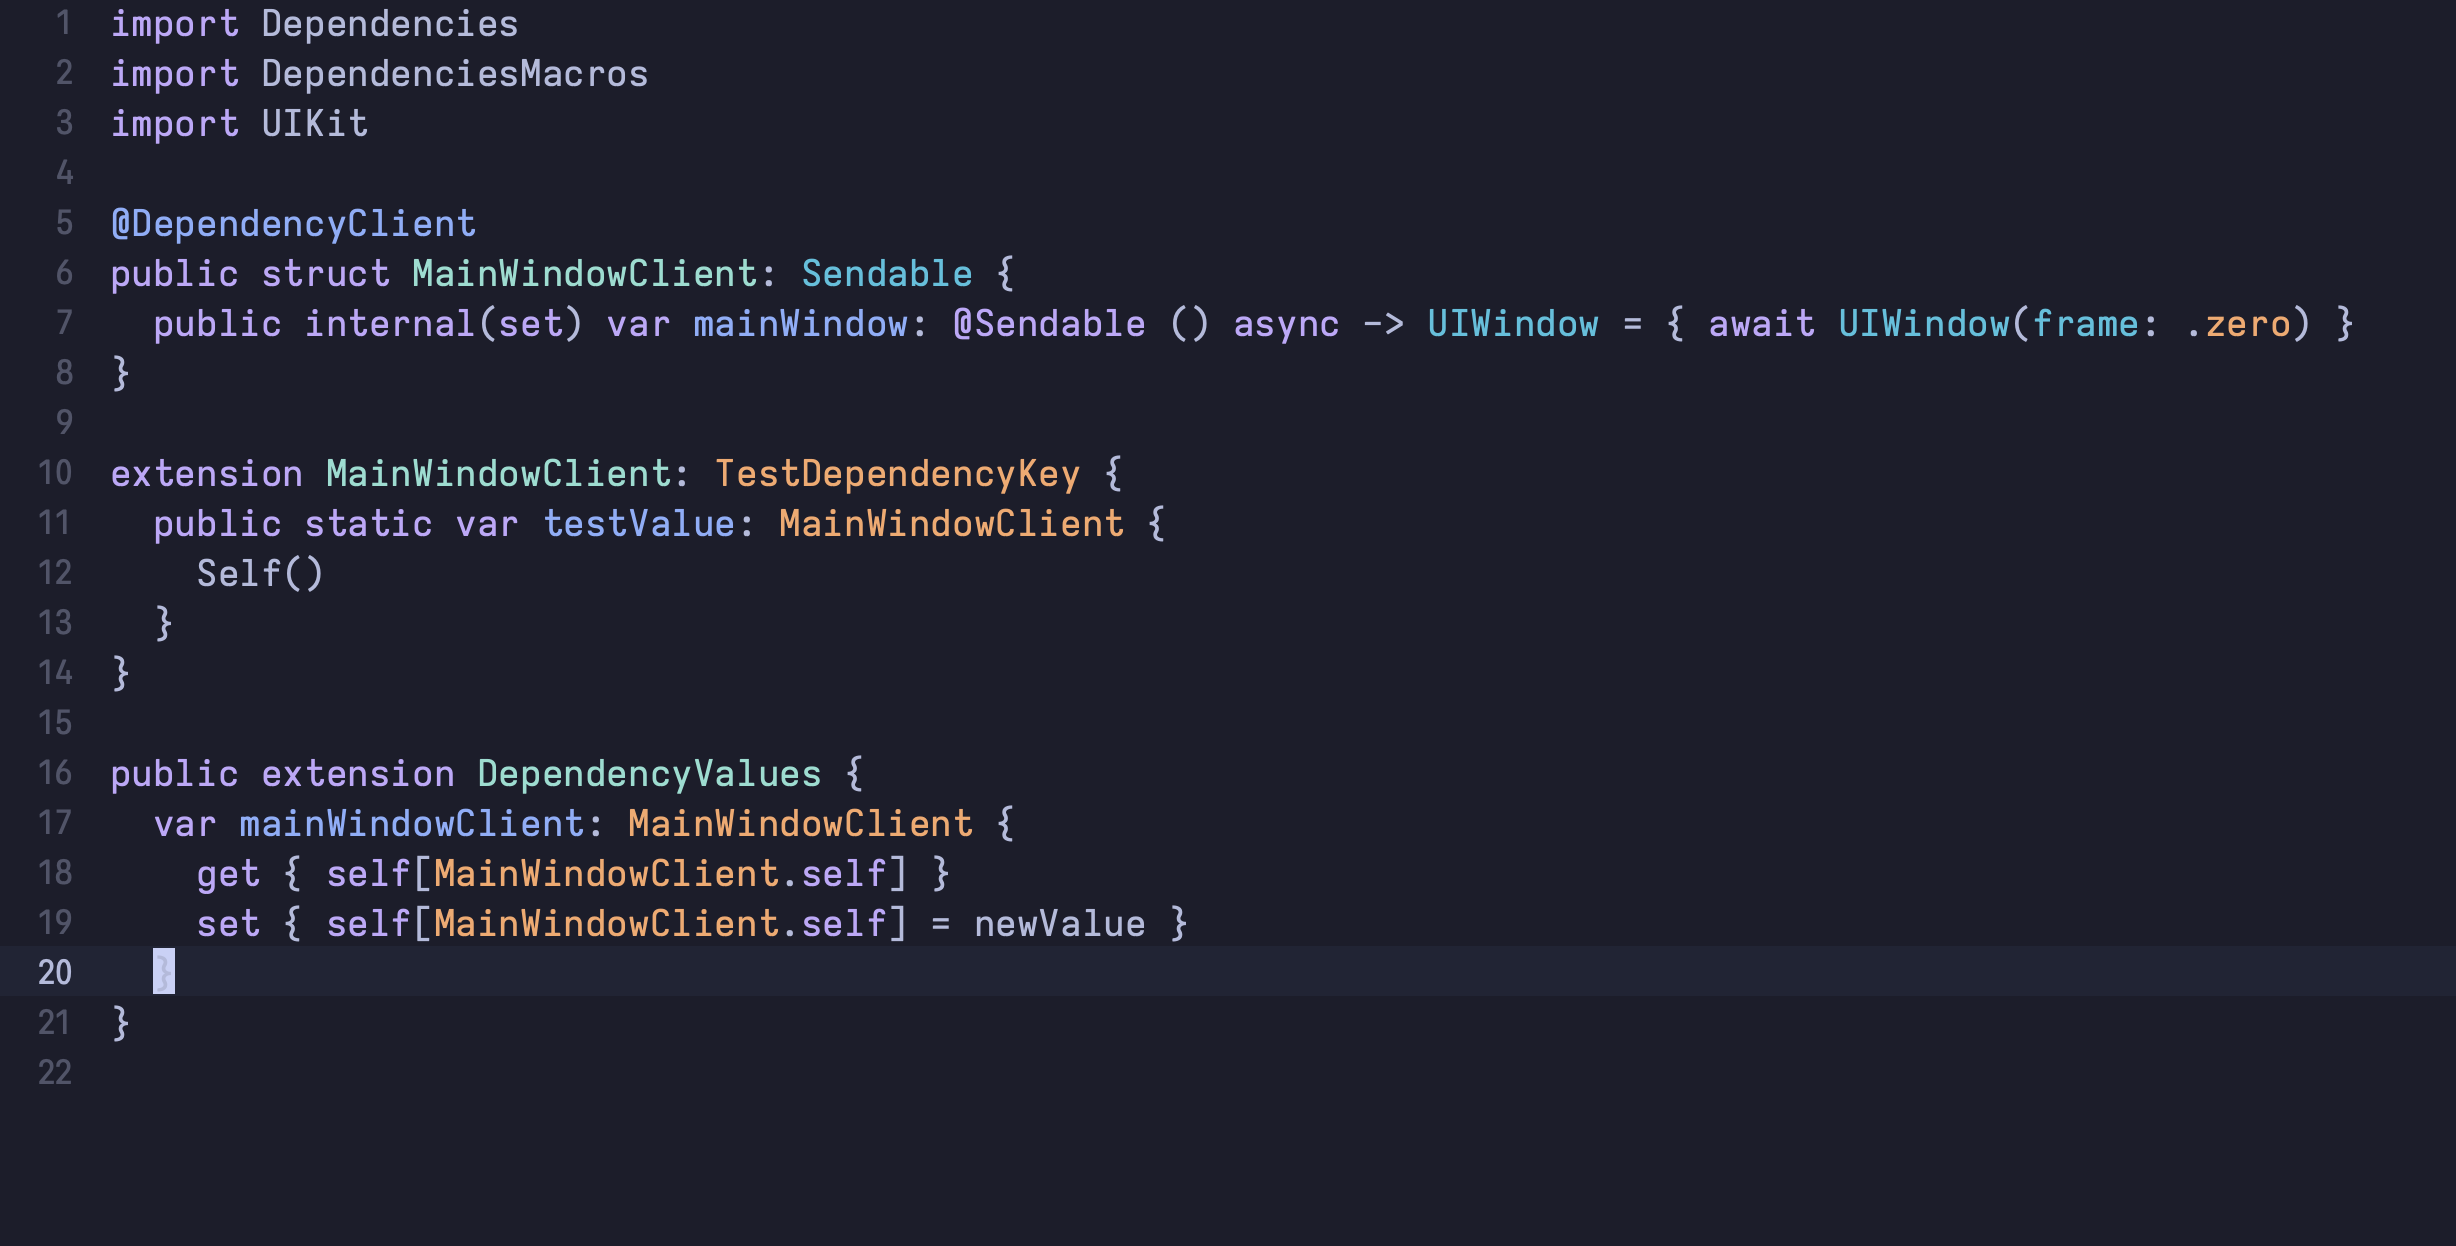 1 import Dependencies
2 import DependenciesMacros
3 import UIKit
4
5 @DependencyClient
6 public struct MainWindowClient: Sendable {
7   public internal(set) var mainWindow: @Sendable () async -> UIWindow = { await UIWindow(frame: .zero) }
8 }
9
10 extension MainWindowClient: TestDependencyKey {
11   public static var testValue: MainWindowClient {
12     Self()
13   }
14 }
15
16 public extension DependencyValues {
17   var mainWindowClient: MainWindowClient {
18     get { self[MainWindowClient.self] }
19     set { self[MainWindowClient.self] = newValue }
20   }
21 }
22